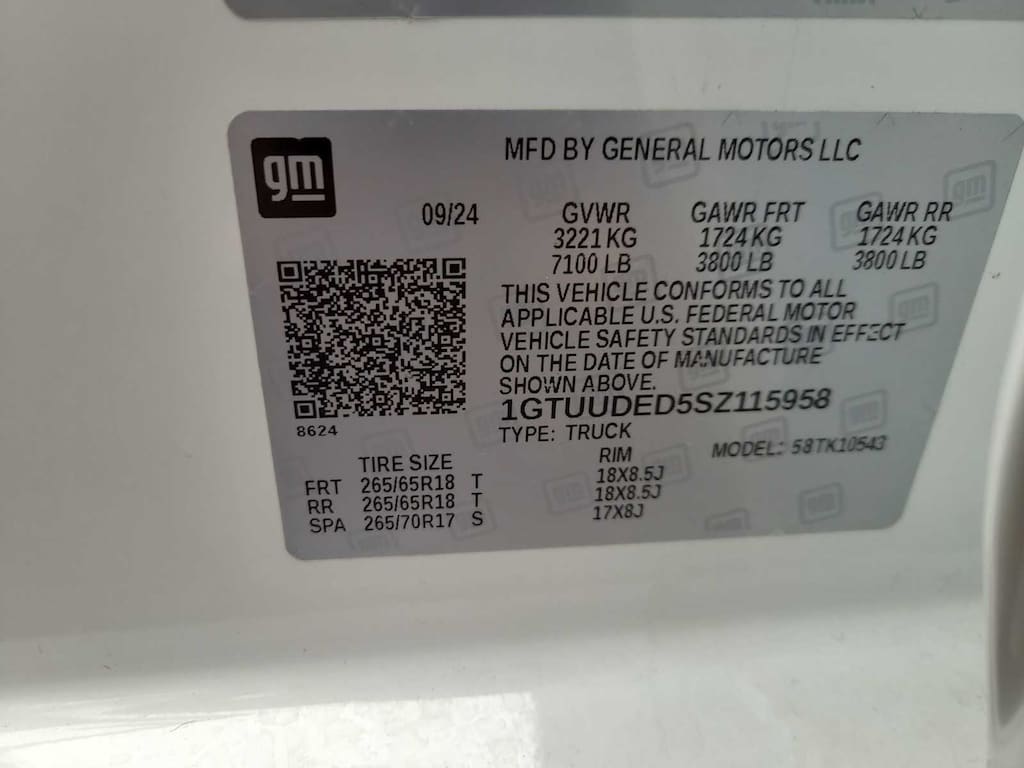 gm
MFD BY GENERAL MOTORS LLC
09/24 GVWR GAWR FRT GAWR RR
3221 KG 1724 KG 1724 KG
7100 LB 3800 LB 3800 LB
THIS VEHICLE CONFORMS TO ALL
APPLICABLE U.S. FEDERAL MOTOR
VEHICLE SAFETY STANDARDS IN EFFECT
ON THE DATE OF MANUFACTURE
SHOWN ABOVE.
1GTUUDED5SZ115958
8624
TYPE: TRUCK MODEL: 58TK10543
TIRE SIZE RIM
FRT 265/65R18 T 18X8.5J
RR 265/65R18 T 18X8.5J
SPA 265/70R17 S 17X8J